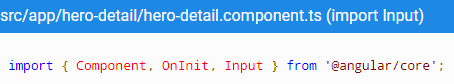 src/app/hero-detail/hero-detail.component.ts (import Input)
import { Component, OnInit, Input } from '@angular/core';